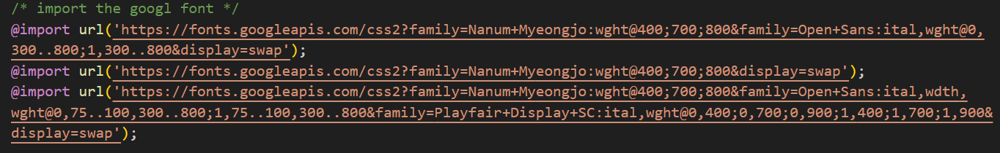 /* import the googl font */
@import url('https://fonts.googleapis.com/css2?family=Nanum+Myeongjo:wght@400;700;800&family=Open+Sans:ital,wght@0,
300..800;1,300..800&display=swap');
@import url('https://fonts.googleapis.com/css2?family=Nanum+Myeongjo:wght@400;700;800&display=swap');
@import url('https://fonts.googleapis.com/css2?family=Nanum+Myeongjo:wght@400;700;800&family=Open+Sans:ital,wdth,
wght@0,75..100,300..800;1,75..100,300..800&family=Playfair+Display+SC:ital,wght@0,400;0,700;0,900;1,400;1,700;1,900&
display=swap');